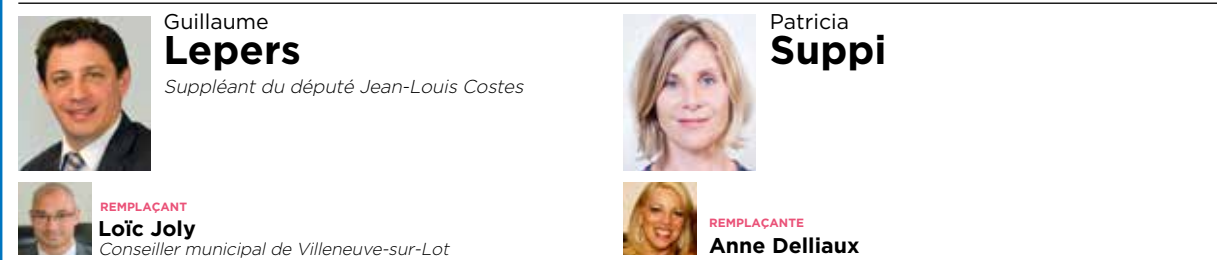 Guillaume
Lepers
Suppléant du député Jean-Louis Costes
REMPLAÇANT
Loïc Joly
Conseiller municipal de Villeneuve-sur-Lot
Patricia
Suppi
REMPLAÇANTE
Anne Delliaux